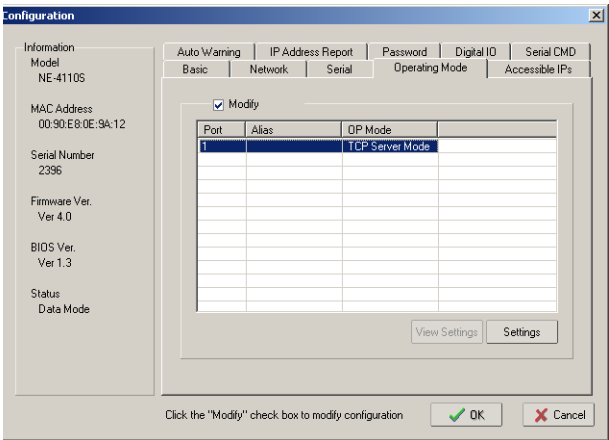 Configuration
Information
Model
NE-4110S
MAC Address
00:90:E8:0E:9A:12
Serial Number
2396
Firmware Ver.
Ver 4.0
BIOS Ver.
Ver 1.3
Status
Data Mode
Auto Warning IP Address Report Password Digital IO Serial CMD
Basic Network Serial Operating Mode Accessible IPs
Modify
Port Alias OP Mode
1 TCP Server Mode
View Settings Settings
Click the "Modify" check box to modify configuration OK Cancel